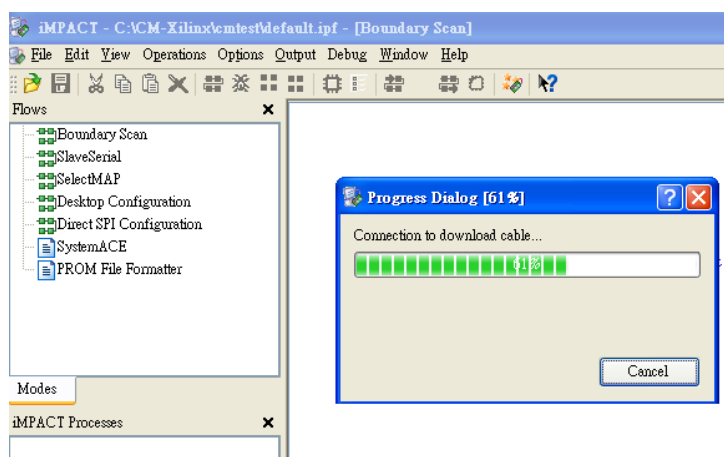 iMPACT - C:\CM-Xilinx\cmtest\default.ipf - [Boundary Scan]
File Edit View Operations Options Output Debug Window Help
Flows
Boundary Scan
SlaveSerial
SelectMAP
Desktop Configuration
Direct SPI Configuration
SystemACE
PROM File Formatter
Modes
iMPACT Processes
Progress Dialog [61%]
Connection to download cable...
61%
Cancel